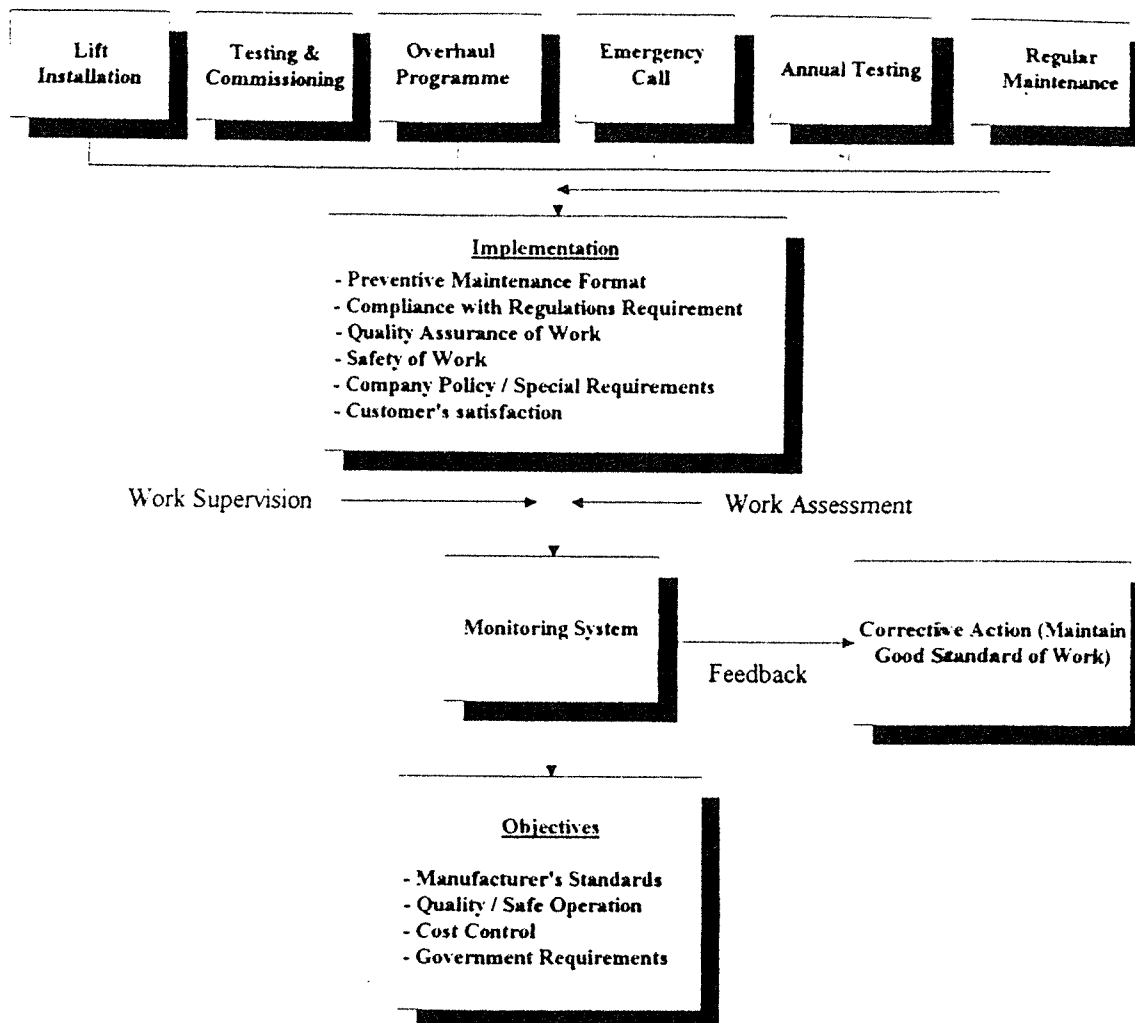 Lift
Installation
Testing &
Commissioning
Overhaul
Programme
Emergency
Call
Annual Testing
Regular
Maintenance
Implementation
- Preventive Maintenance Format
- Compliance with Regulations Requirement
- Quality Assurance of Work
- Safety of Work
- Company Policy / Special Requirements
- Customer's satisfaction
Work Supervision
Work Assessment
Monitoring System
Feedback
Corrective Action (Maintain
Good Standard of Work)
Objectives
- Manufacturer's Standards
- Quality / Safe Operation
- Cost Control
- Government Requirements